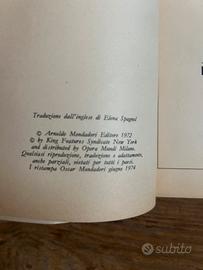 Traduzione dall'inglese di Elena Spagnol
© Arnoldo Mondadori Editore 1972
© by King Features Syndicate New York
and distributed by Opera Mundi Milano.
Qualsiasi riproduzione, traduzione e adattamento,
anche parziali, vietati per tutti i paesi.
I ristampa Oscar Mondadori giugno 1974
subito